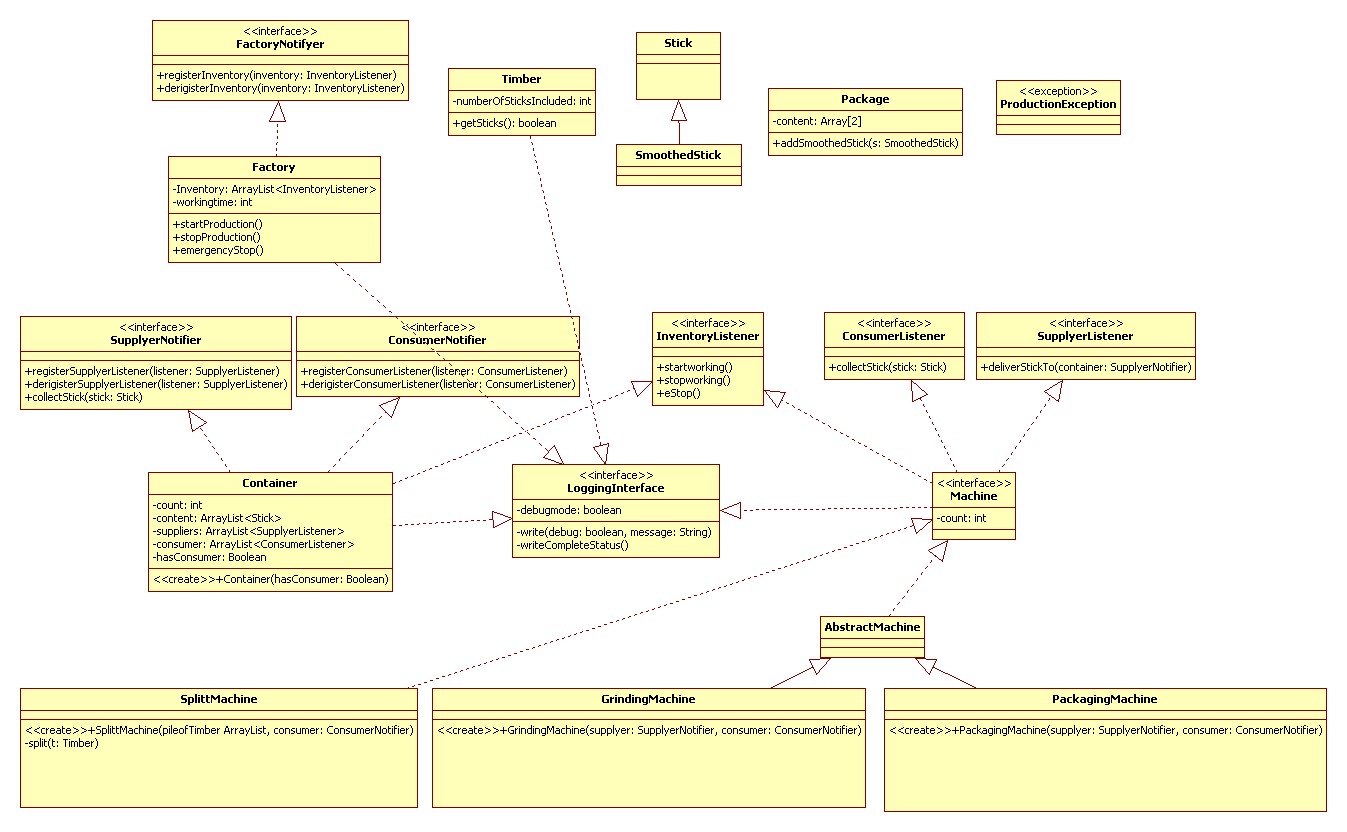 <<interface>>
FactoryNotifyer
+registerInventory(inventory: InventoryListener)
+derigisterInventory(inventory: InventoryListener)
Timber
-numberOfSticksIncluded: int
+getSticks(): boolean
Stick
SmoothedStick
Package
-content: Array[2]
+addSmoothedStick(s: SmoothedStick)
<<exception>>
ProductionException
Factory
-Inventory: ArrayList<InventoryListener>
-workingtime: int
+startProduction()
+stopProduction()
+emergencyStop()
<<interface>>
SupplyerNotifier
+registerSupplyerListener(listener: SupplyerListener)
+derigisterSupplyerListener(listener: SupplyerListener)
+collectStick(stick: Stick)
<<interface>>
ConsumerNotifier
+registerConsumerListener(listener: ConsumerListener)
+derigisterConsumerListener(listener: ConsumerListener)
<<interface>>
InventoryListener
+startworking()
+stopworking()
+eStop()
<<interface>>
ConsumerListener
+collectStick(stick: Stick)
<<interface>>
SupplyerListener
+deliverStickTo(container: SupplyNotifier)
Container
-count: int
-content: ArrayList<Stick>
-suppliers: ArrayList<SupplyerListener>
-consumer: ArrayList<ConsumerListener>
-hasConsumer: Boolean
<<create>>+Container(hasConsumer: Boolean)
<<interface>>
LoggingInterface
-debugmode: boolean
-write(debug: boolean, message: String)
-writeCompleteStatus()
<<interface>>
Machine
-count: int
AbstractMachine
SplittMachine
<<create>>+SplittMachine(pileofTimber ArrayList, consumer: ConsumerNotifier)
-split(t: Timber)
GrindingMachine
<<create>>+GrindingMachine(supplyer: SupplyerNotifier, consumer: ConsumerNotifier)
PackagingMachine
<<create>>+PackagingMachine(supplyer: SupplyerNotifier, consumer: ConsumerNotifier)